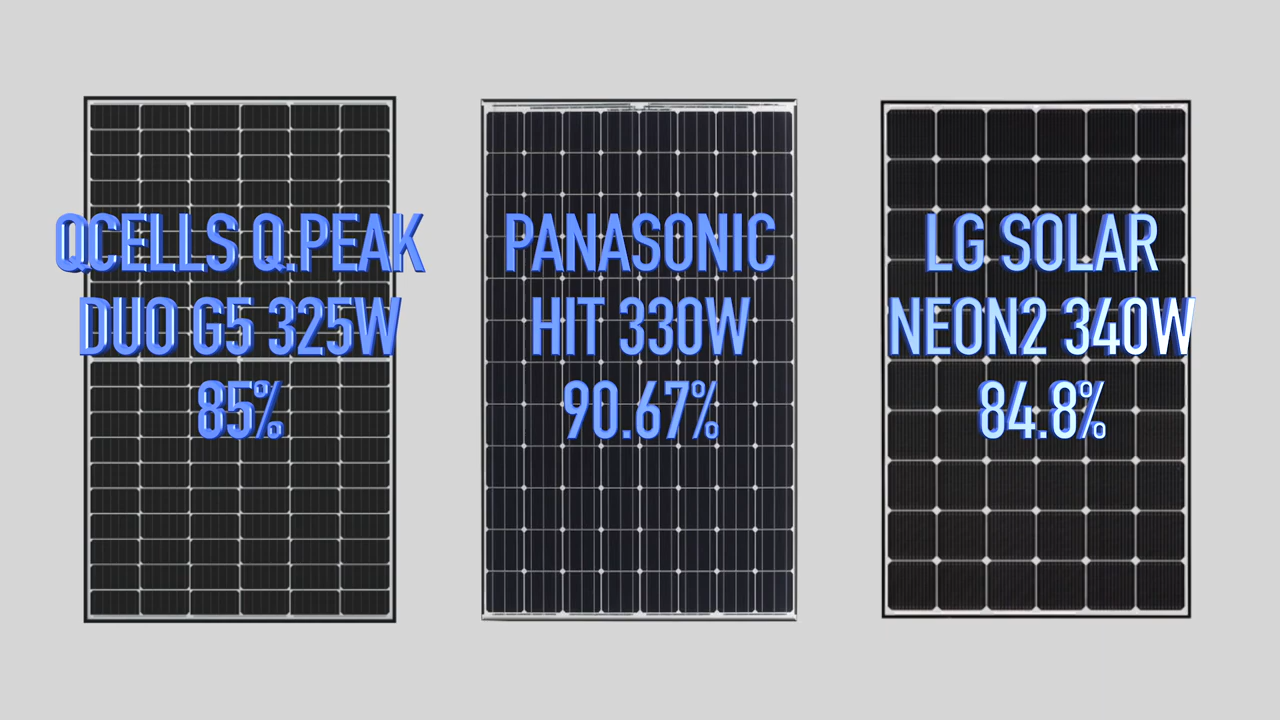 QCELLS Q.PEAK
DUO G5 325W
85%
PANASONIC
HIT 330W
90.67%
LG SOLAR
NEON2 340W
84.8%